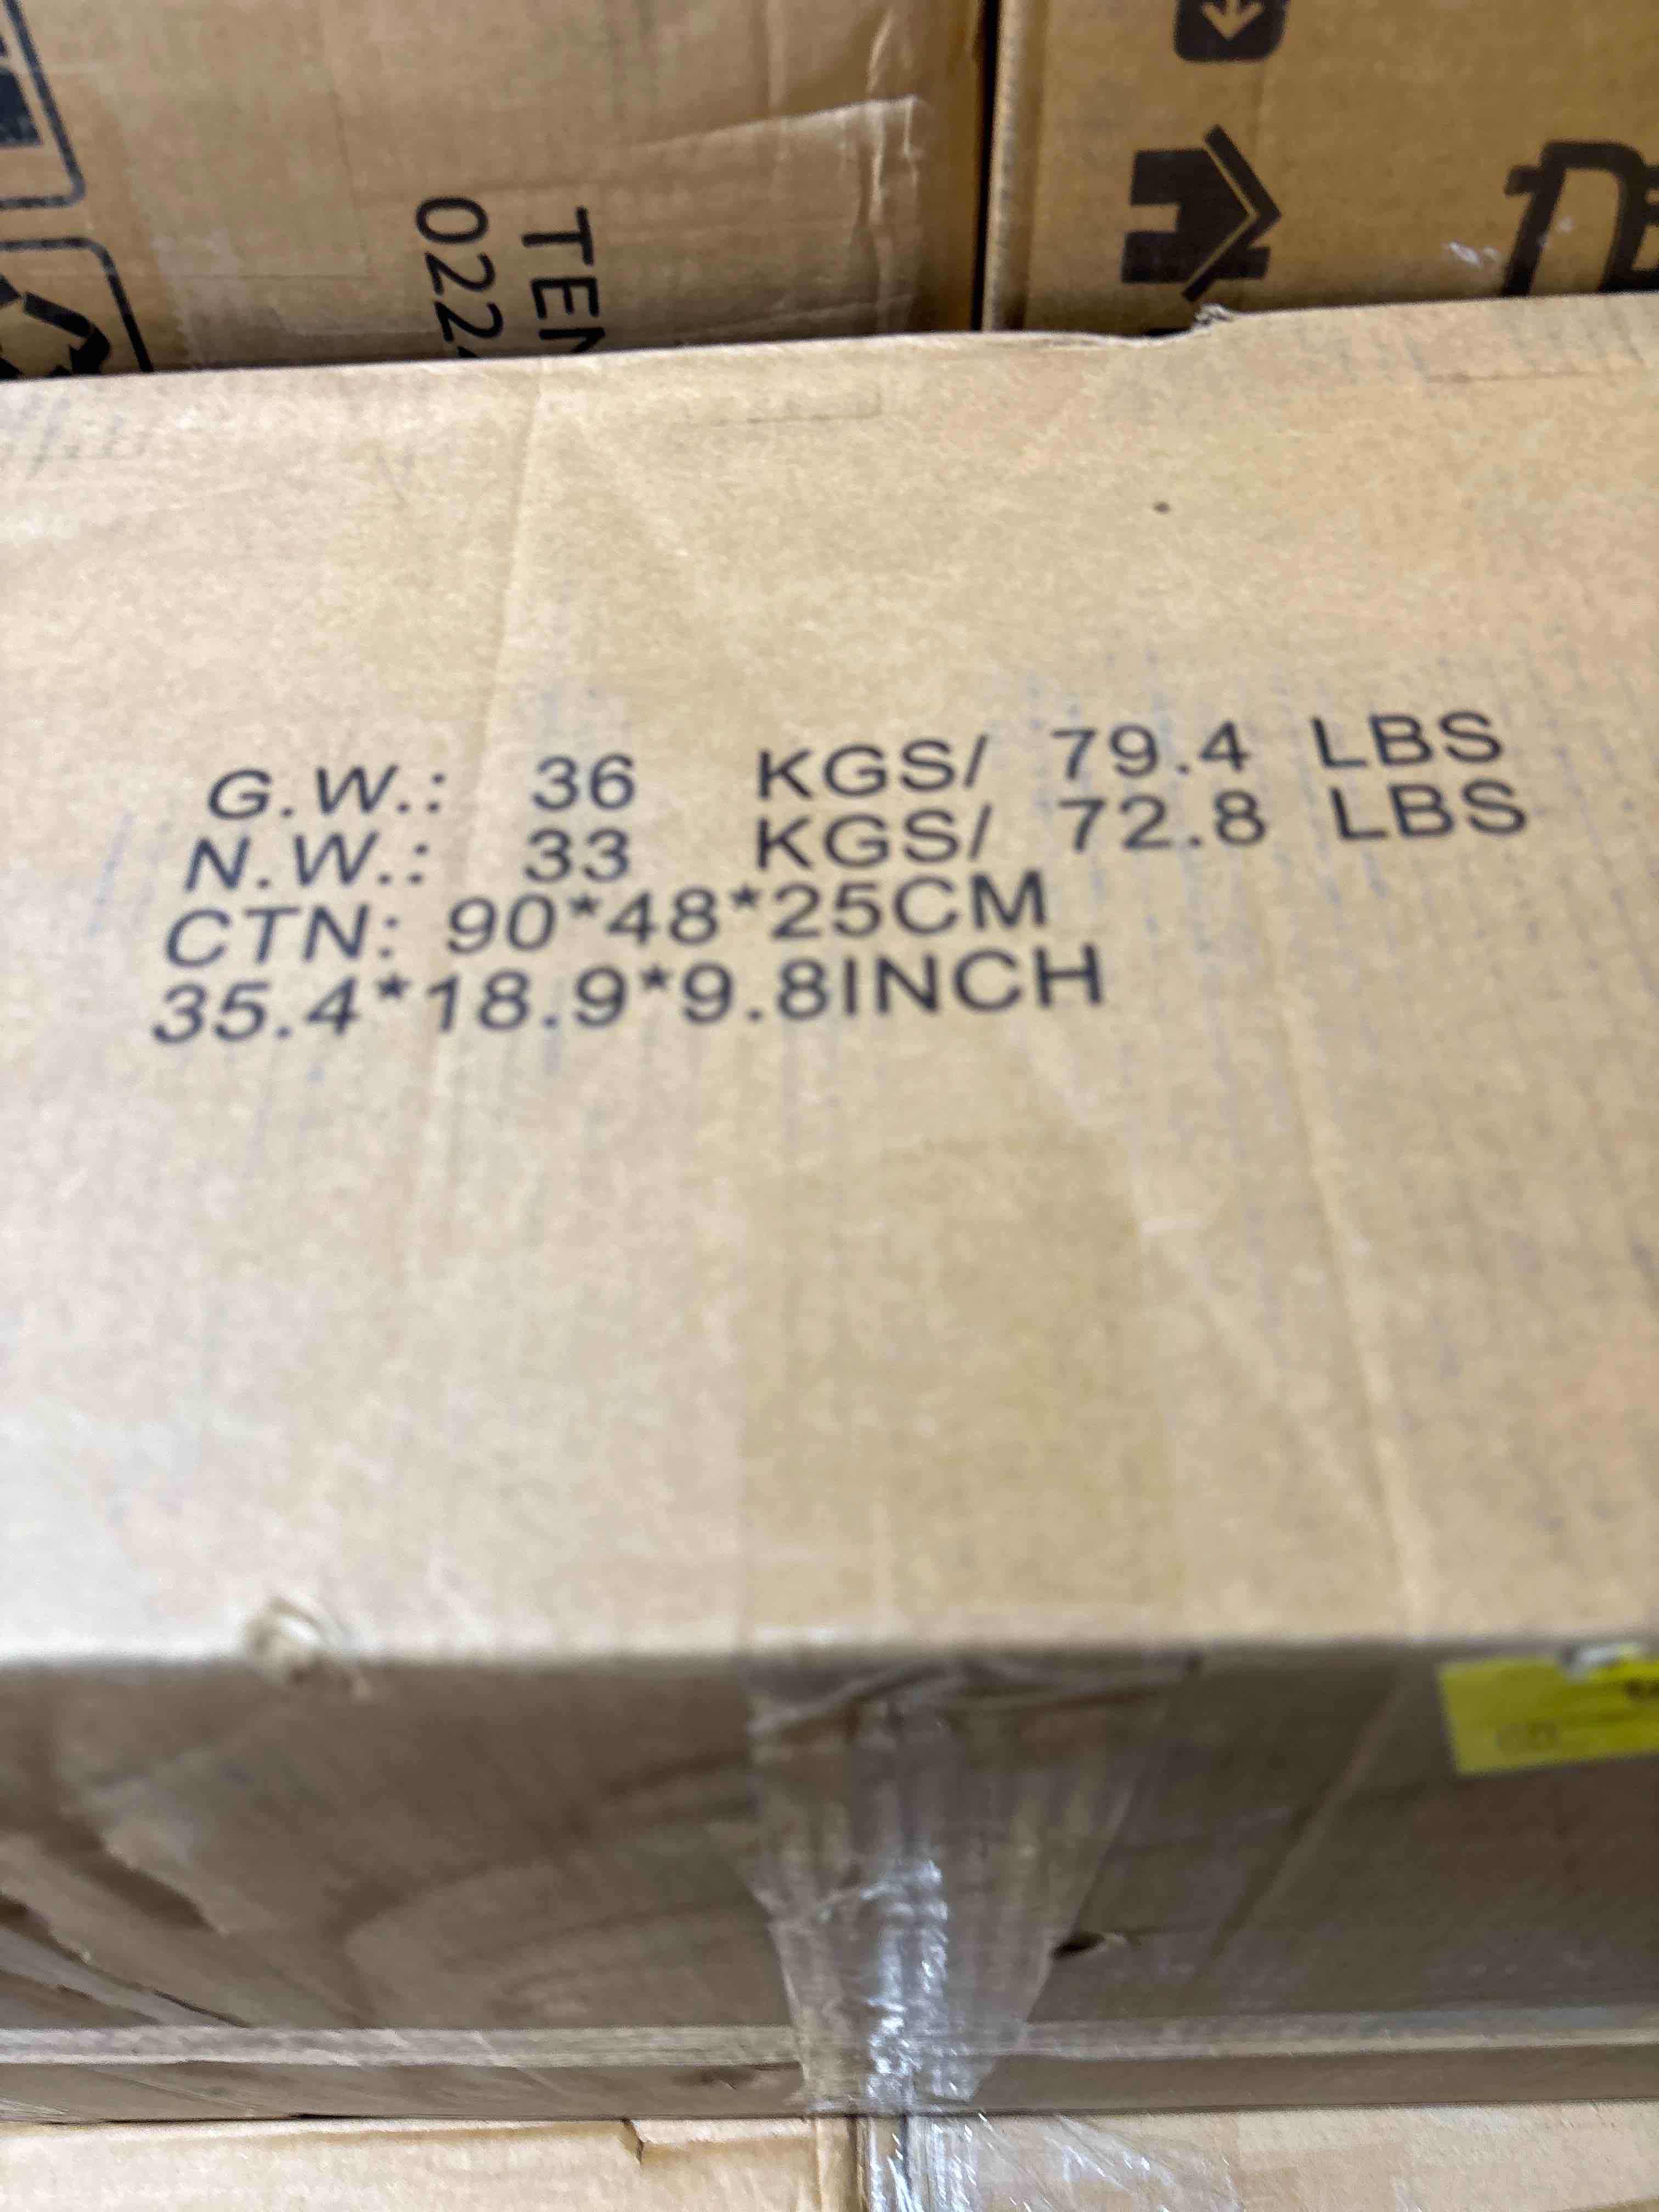 G.W.: 36 KGS/ 79.4 LBS
N.W.: 33 KGS/ 72.8 LBS
CTN: 90*48*25CM
35.4*18.9*9.8INCH